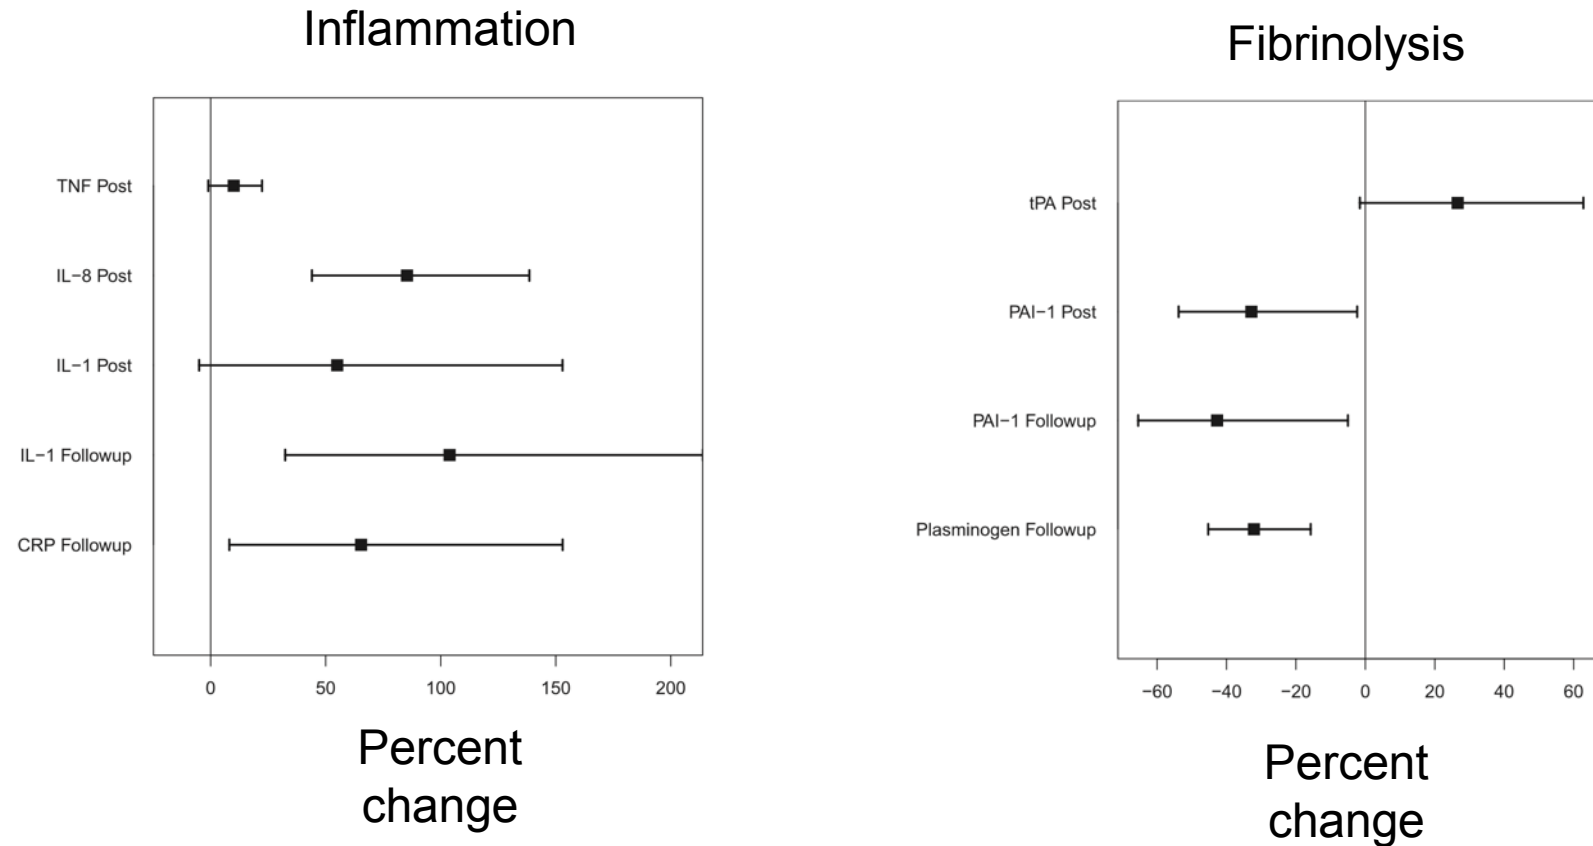 Inflammation
TNF Post
IL−8 Post
IL−1 Post
IL−1 Followup
CRP Followup
0 50 100 150 200
Percent
change
Fibrinolysis
tPA Post
PAI−1 Post
PAI−1 Followup
Plasminogen Followup
−60 −40 −20 0 20 40 60
Percent
change